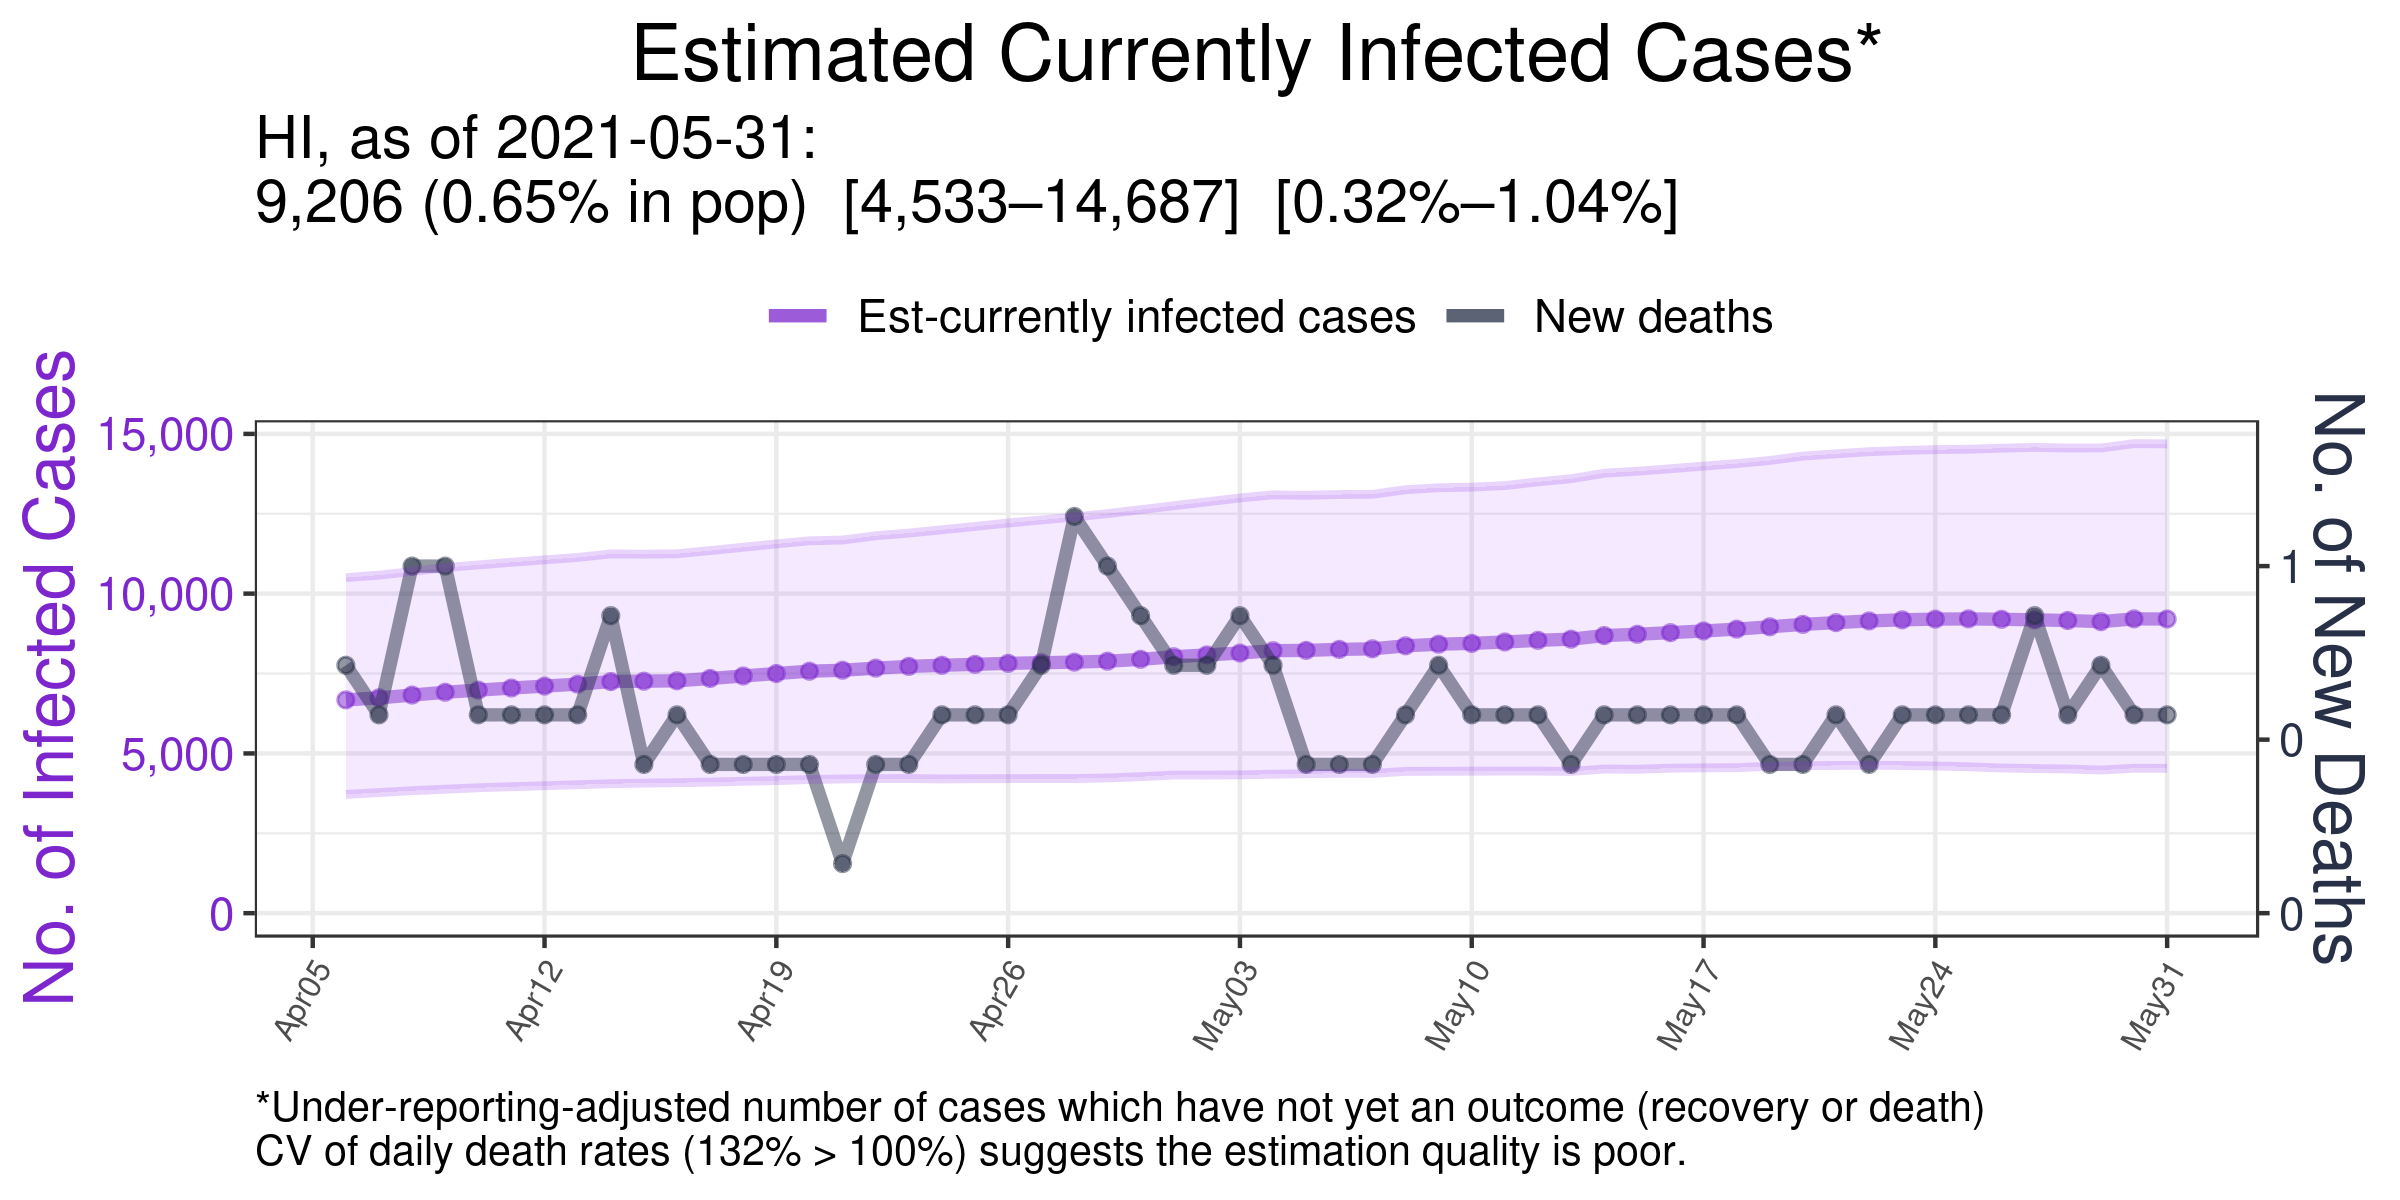 Estimated Currently Infected Cases*
HI, as of 2021-05-31:
9,206 (0.65% in pop)  [4,533–14,687]  [0.32%–1.04%]
Est-currently infected cases
New deaths
No. of Infected Cases
15,000
10,000
5,000
0
No. of New Deaths
1
0
0
Apr05
Apr12
Apr19
Apr26
May03
May10
May17
May24
May31
*Under-reporting-adjusted number of cases which have not yet an outcome (recovery or death)
CV of daily death rates (132% > 100%) suggests the estimation quality is poor.